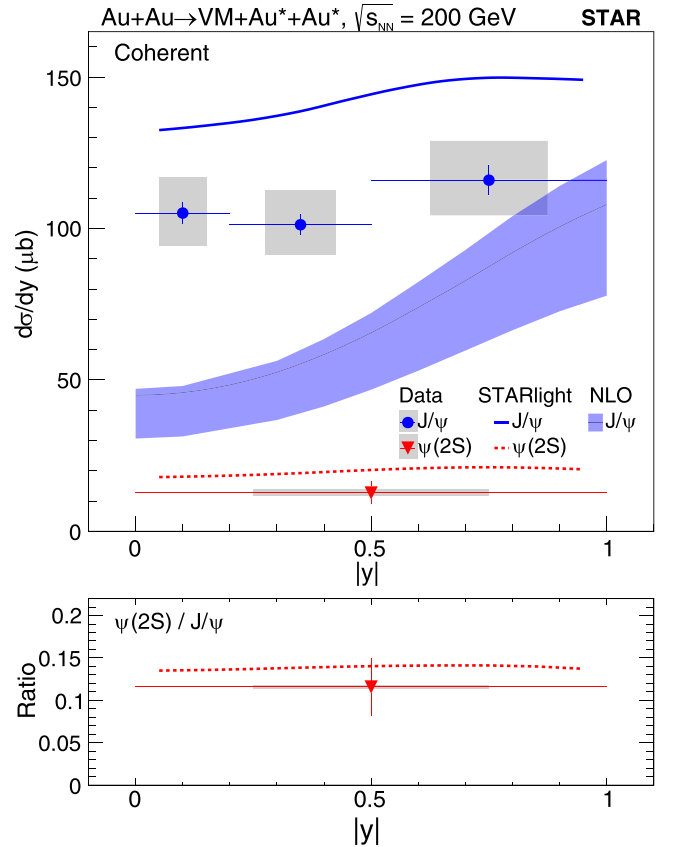 Au+Au→VM+Au*+Au*, √s_NN = 200 GeV STAR
Coherent
150
100
50
0
dσ/dy (μb)
Data STARlight NLO
J/ψ J/ψ J/ψ
ψ(2S) ψ(2S)
0 0.5 1
|y|
ψ(2S) / J/ψ
0.2
0.15
0.1
0.05
0
Ratio
0 0.5 1
|y|